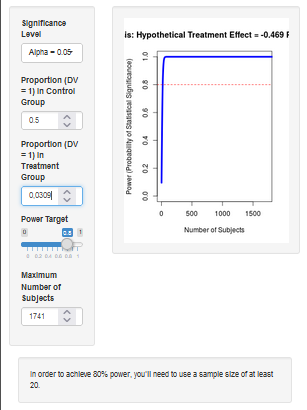 Significance
Level
Alpha = 0.05
Proportion (DV
= 1) in Control
Group
0.5
Proportion (DV
= 1) in
Treatment
Group
0.0309
Power Target
0 0.8 1
0 0.2 0.4 0.6 0.8 1
Maximum
Number of
Subjects
1741
is: Hypothetical Treatment Effect = -0.469 F
Power (Probability of Statistical Significance)
1.0
0.8
0.6
0.4
0.2
0.0
0 500 1000 1500
Number of Subjects
In order to achieve 80% power, you'll need to use a sample size of at least
20.